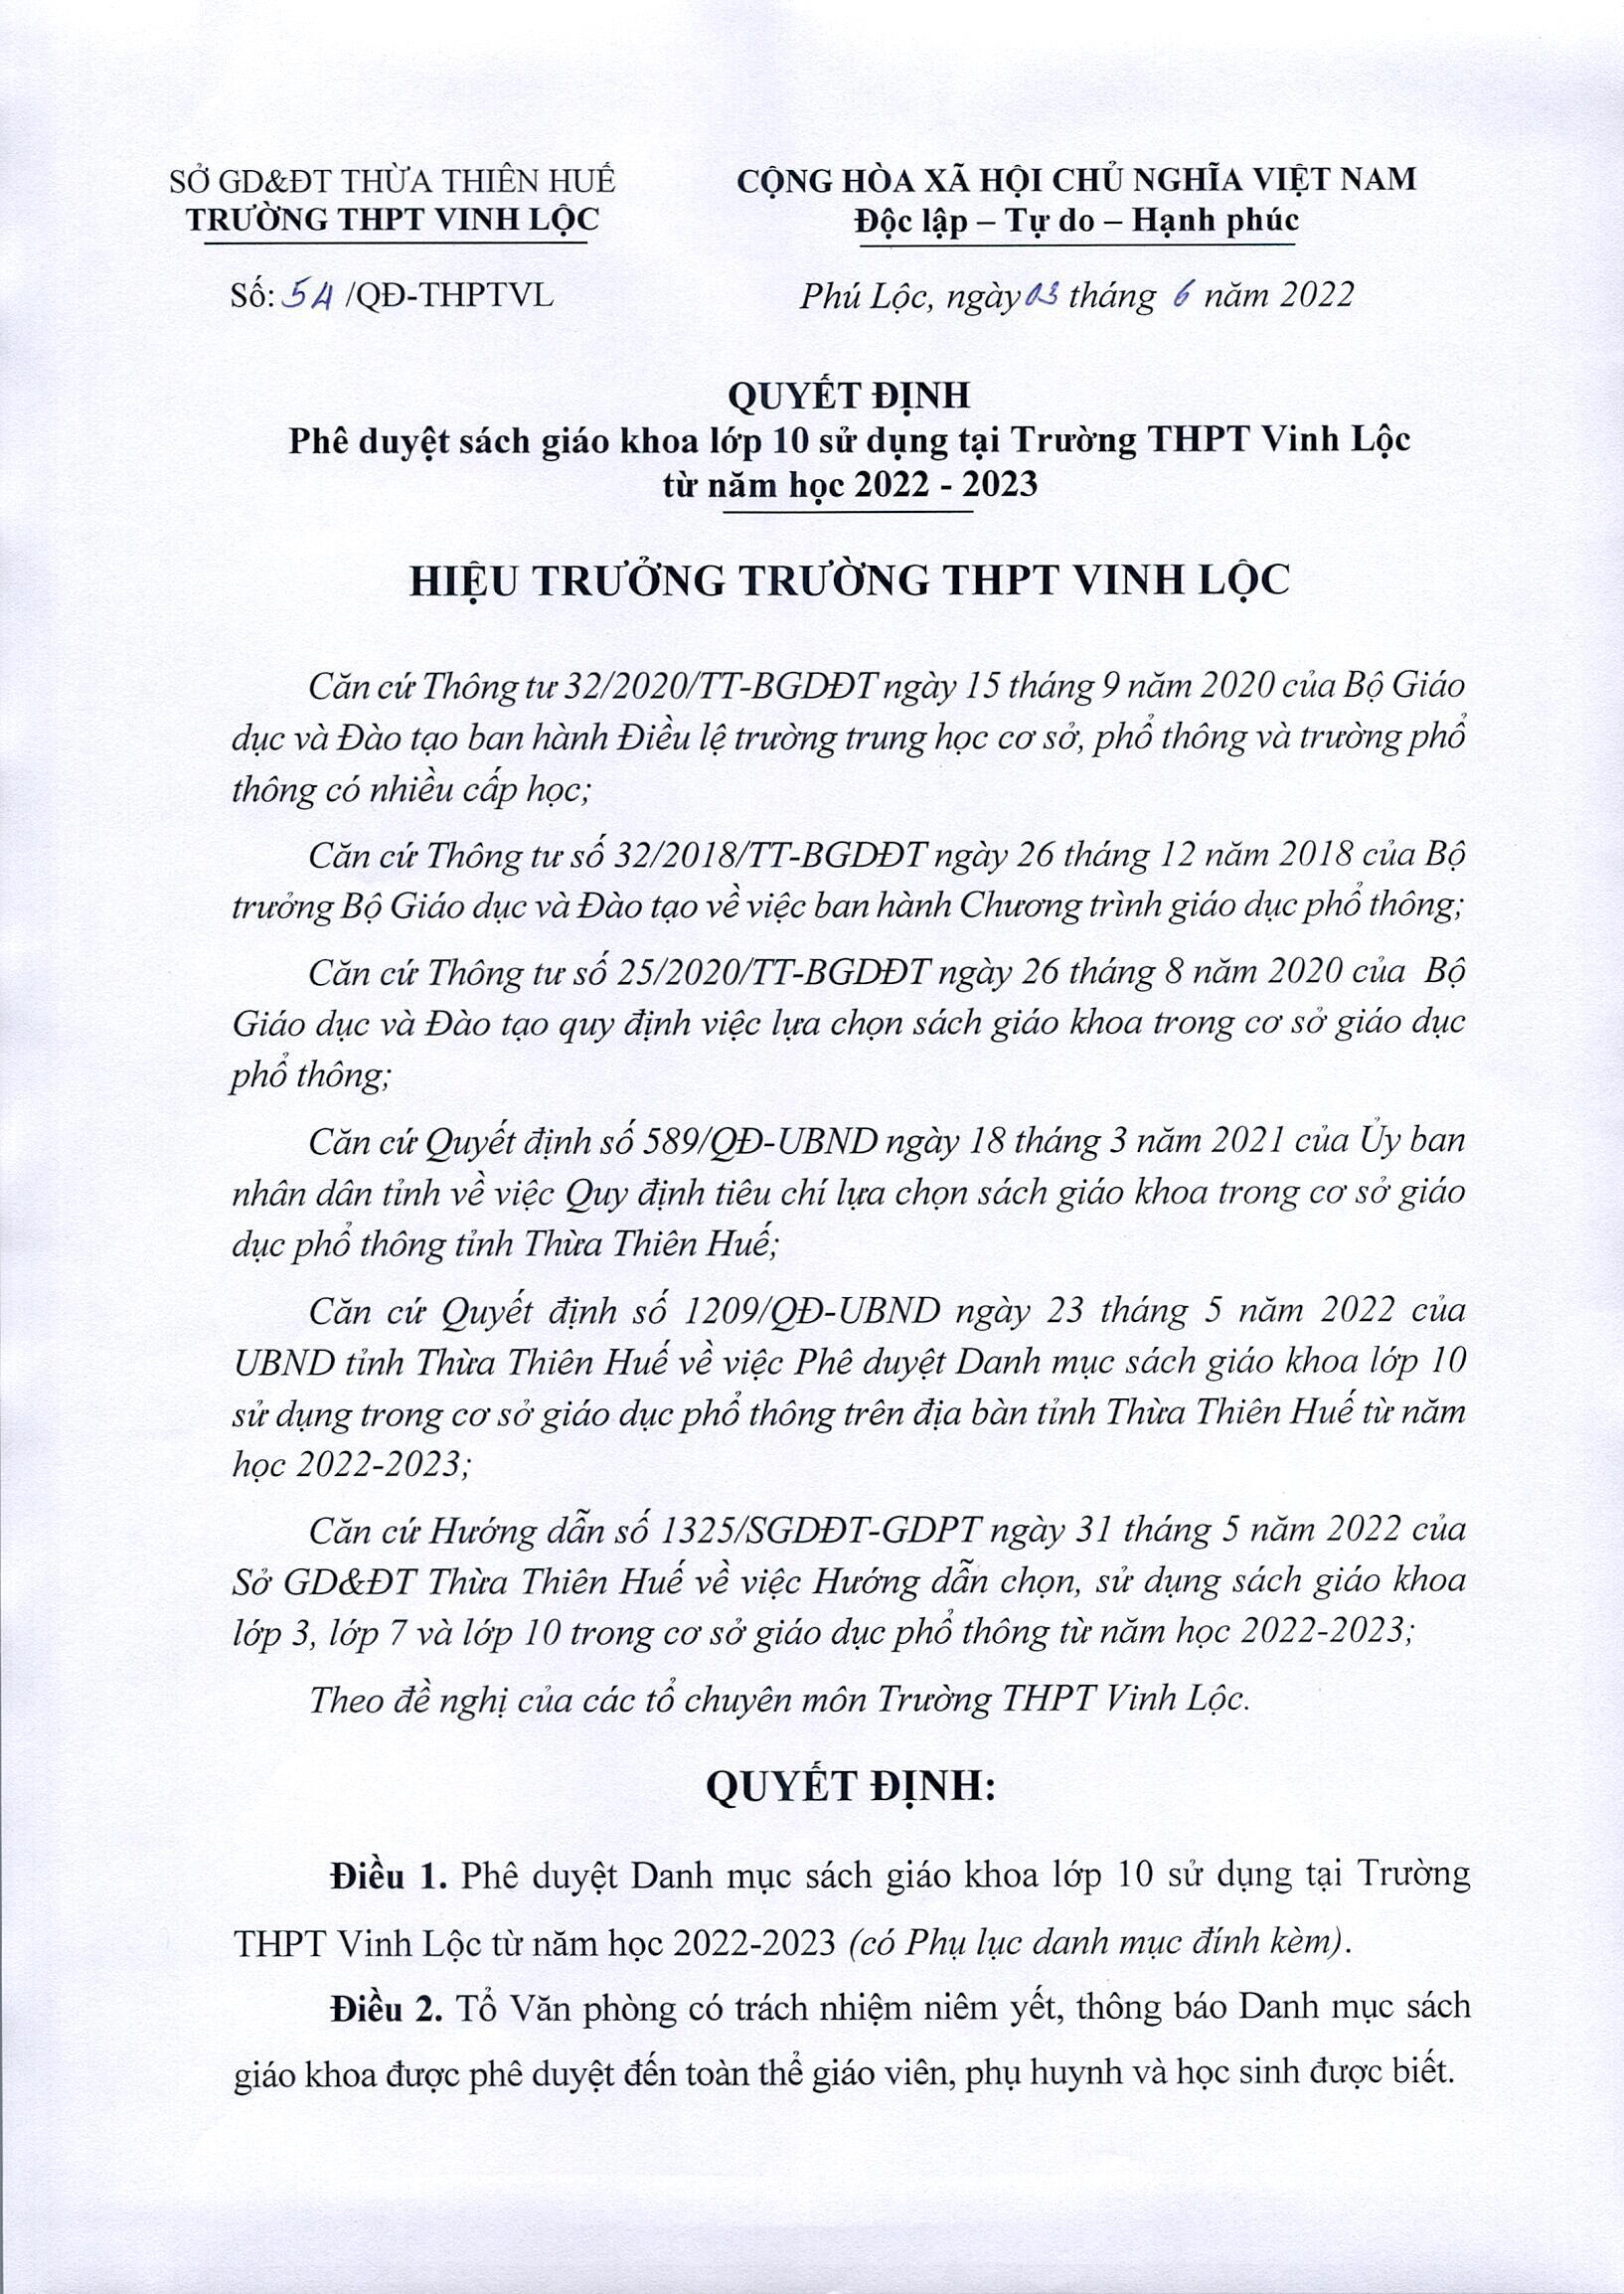 SỞ GD&ĐT THỪA THIÊN HUẾ
TRƯỜNG THPT VINH LỘC
CỘNG HÒA XÃ HỘI CHỦ NGHĨA VIỆT NAM
Độc lập – Tự do – Hạnh phúc
Số: 54 /QĐ-THPTVL
Phú Lộc, ngày 03 tháng 6 năm 2022
QUYẾT ĐỊNH
Phê duyệt sách giáo khoa lớp 10 sử dụng tại Trường THPT Vinh Lộc
từ năm học 2022 - 2023
HIỆU TRƯỞNG TRƯỜNG THPT VINH LỘC
Căn cứ Thông tư 32/2020/TT-BGDĐT ngày 15 tháng 9 năm 2020 của Bộ Giáo
dục và Đào tạo ban hành Điều lệ trường trung học cơ sở, phổ thông và trường phổ
thông có nhiều cấp học;
Căn cứ Thông tư số 32/2018/TT-BGDĐT ngày 26 tháng 12 năm 2018 của Bộ
trưởng Bộ Giáo dục và Đào tạo về việc ban hành Chương trình giáo dục phổ thông;
Căn cứ Thông tư số 25/2020/TT-BGDĐT ngày 26 tháng 8 năm 2020 của Bộ
Giáo dục và Đào tạo quy định việc lựa chọn sách giáo khoa trong cơ sở giáo dục
phổ thông;
Căn cứ Quyết định số 589/QĐ-UBND ngày 18 tháng 3 năm 2021 của Ủy ban
nhân dân tỉnh về việc Quy định tiêu chí lựa chọn sách giáo khoa trong cơ sở giáo
dục phổ thông tỉnh Thừa Thiên Huế;
Căn cứ Quyết định số 1209/QĐ-UBND ngày 23 tháng 5 năm 2022 của
UBND tỉnh Thừa Thiên Huế về việc Phê duyệt Danh mục sách giáo khoa lớp 10
sử dụng trong cơ sở giáo dục phổ thông trên địa bàn tỉnh Thừa Thiên Huế từ năm
học 2022-2023;
Căn cứ Hướng dẫn số 1325/SGDĐT-GDPT ngày 31 tháng 5 năm 2022 của
Sở GD&ĐT Thừa Thiên Huế về việc Hướng dẫn chọn, sử dụng sách giáo khoa
lớp 3, lớp 7 và lớp 10 trong cơ sở giáo dục phổ thông từ năm học 2022-2023;
Theo đề nghị của các tổ chuyên môn Trường THPT Vinh Lộc.
QUYẾT ĐỊNH:
Điều 1. Phê duyệt Danh mục sách giáo khoa lớp 10 sử dụng tại Trường
THPT Vinh Lộc từ năm học 2022-2023 (có Phụ lục danh mục đính kèm).
Điều 2. Tổ Văn phòng có trách nhiệm niêm yết, thông báo Danh mục sách
giáo khoa được phê duyệt đến toàn thể giáo viên, phụ huynh và học sinh được biết.